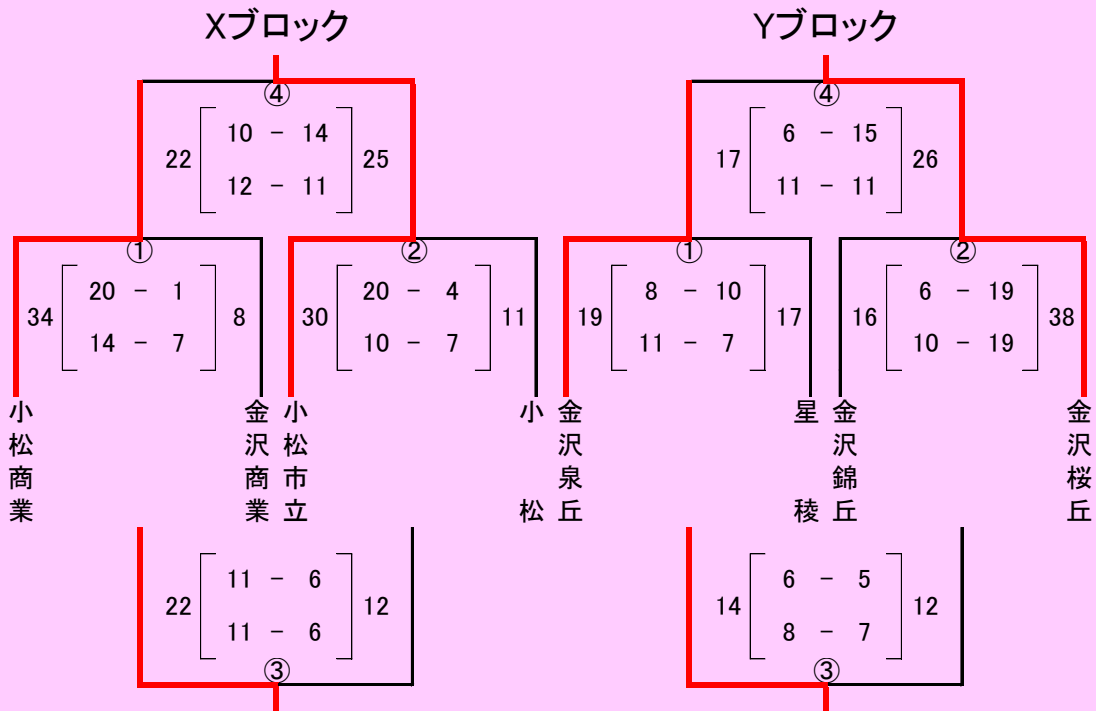 Xブロック
Yブロック
④
④
10 - 14
22
25
12 - 11
6 - 15
17
26
11 - 11
①
②
①
②
20 - 1
34
8
14 - 7
20 - 4
30
11
10 - 7
8 - 10
19
17
11 - 7
6 - 19
16
38
10 - 19
小松商業
金沢商業
小松市立
小松
金沢泉丘
星稜
金沢錦丘
金沢桜丘
11 - 6
22
12
11 - 6
③
6 - 5
14
12
8 - 7
③